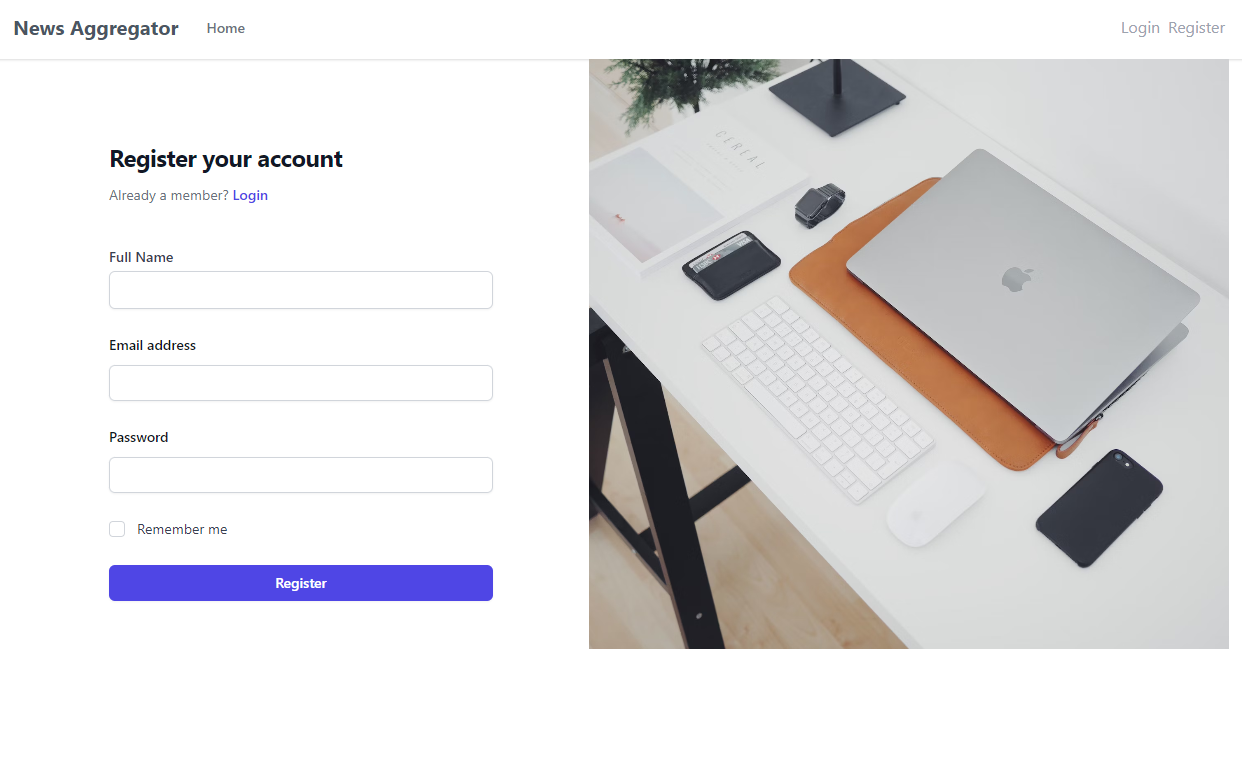 News Aggregator Home Login Register
Register your account
Already a member? Login
Full Name
Email address
Password
Remember me
Register
CEREAL